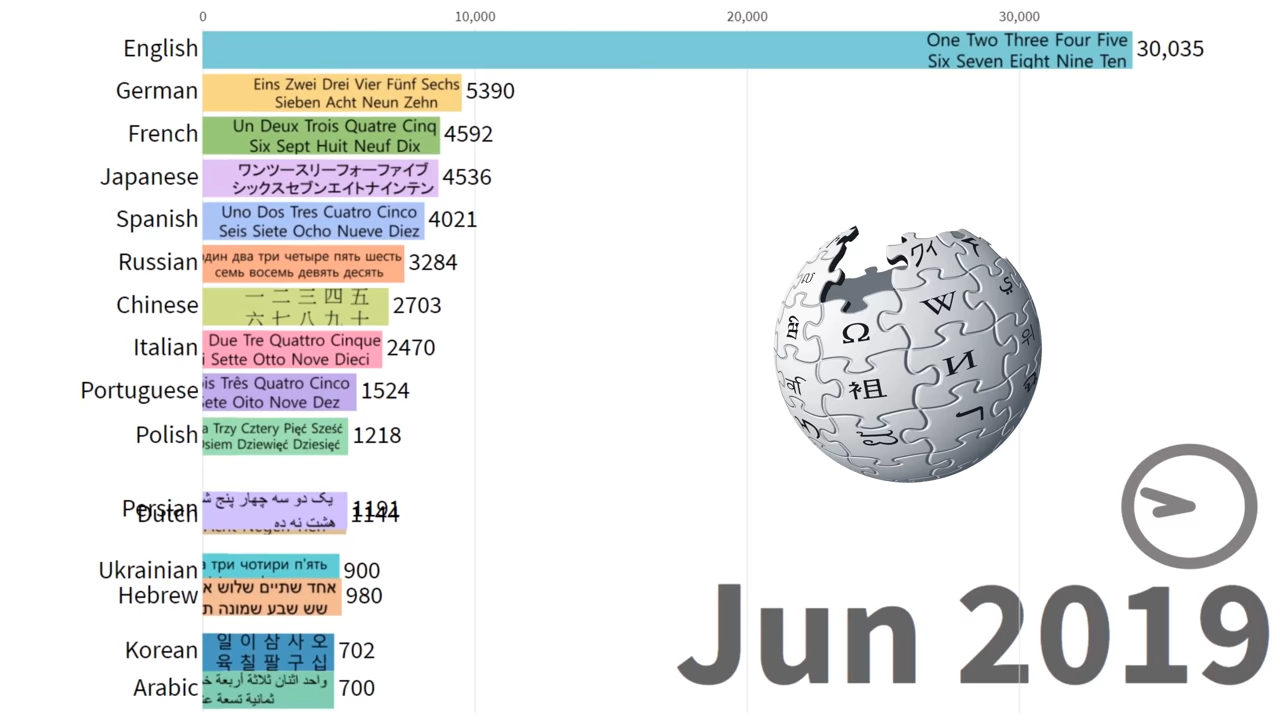 0 10,000 20,000 30,000
English One Two Three Four Five 30,035
Six Seven Eight Nine Ten
German Eins Zwei Drei Vier Fünf Sechs 5390
Sieben Acht Neun Zehn
French Un Deux Trois Quatre Cinq 4592
Six Sept Huit Neuf Dix
Japanese ワンツースリーフォーファイブ 4536
シックスセブンエイトナインテン
Spanish Uno Dos Tres Cuatro Cinco 4021
Seis Siete Ocho Nueve Diez
Russian два три четыре пять шесть 3284
семь восемь девять десять
Chinese 一 二 三 四 五 2703
六 七 八 九 十
Italian Due Tre Quattro Cinque 2470
Sette Otto Nove Dieci
Portuguese Três Quatro Cinco 1524
Oito Nove Dez
Polish Trzy Cztery Pięć Sześć 1218
Dziewięć Dziesięć
Persian یک دو سه چهار پنج 1191
هشت نه ده
Dutch 1144
Ukrainian три чотири п'ять 900
Hebrew אחד שתיים שלוש 980
שש שבע שמונה
Korean 일 이 삼 사 오 702
육 칠 팔 구 십
Arabic واحد اثنان ثلاثة أربعة 700
ثمانية تسعة
Ω W И 祖 ワィ
Jun 2019